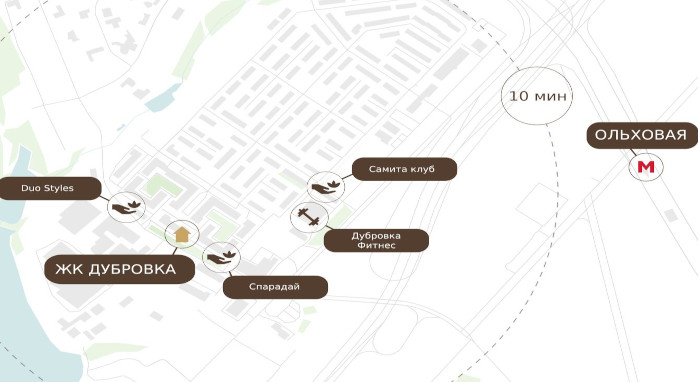 10 мин
ОЛЬХОВАЯ
М
Самита клуб
Duo Styles
Дубровка
Фитнес
ЖК ДУБРОВКА
Спарадай